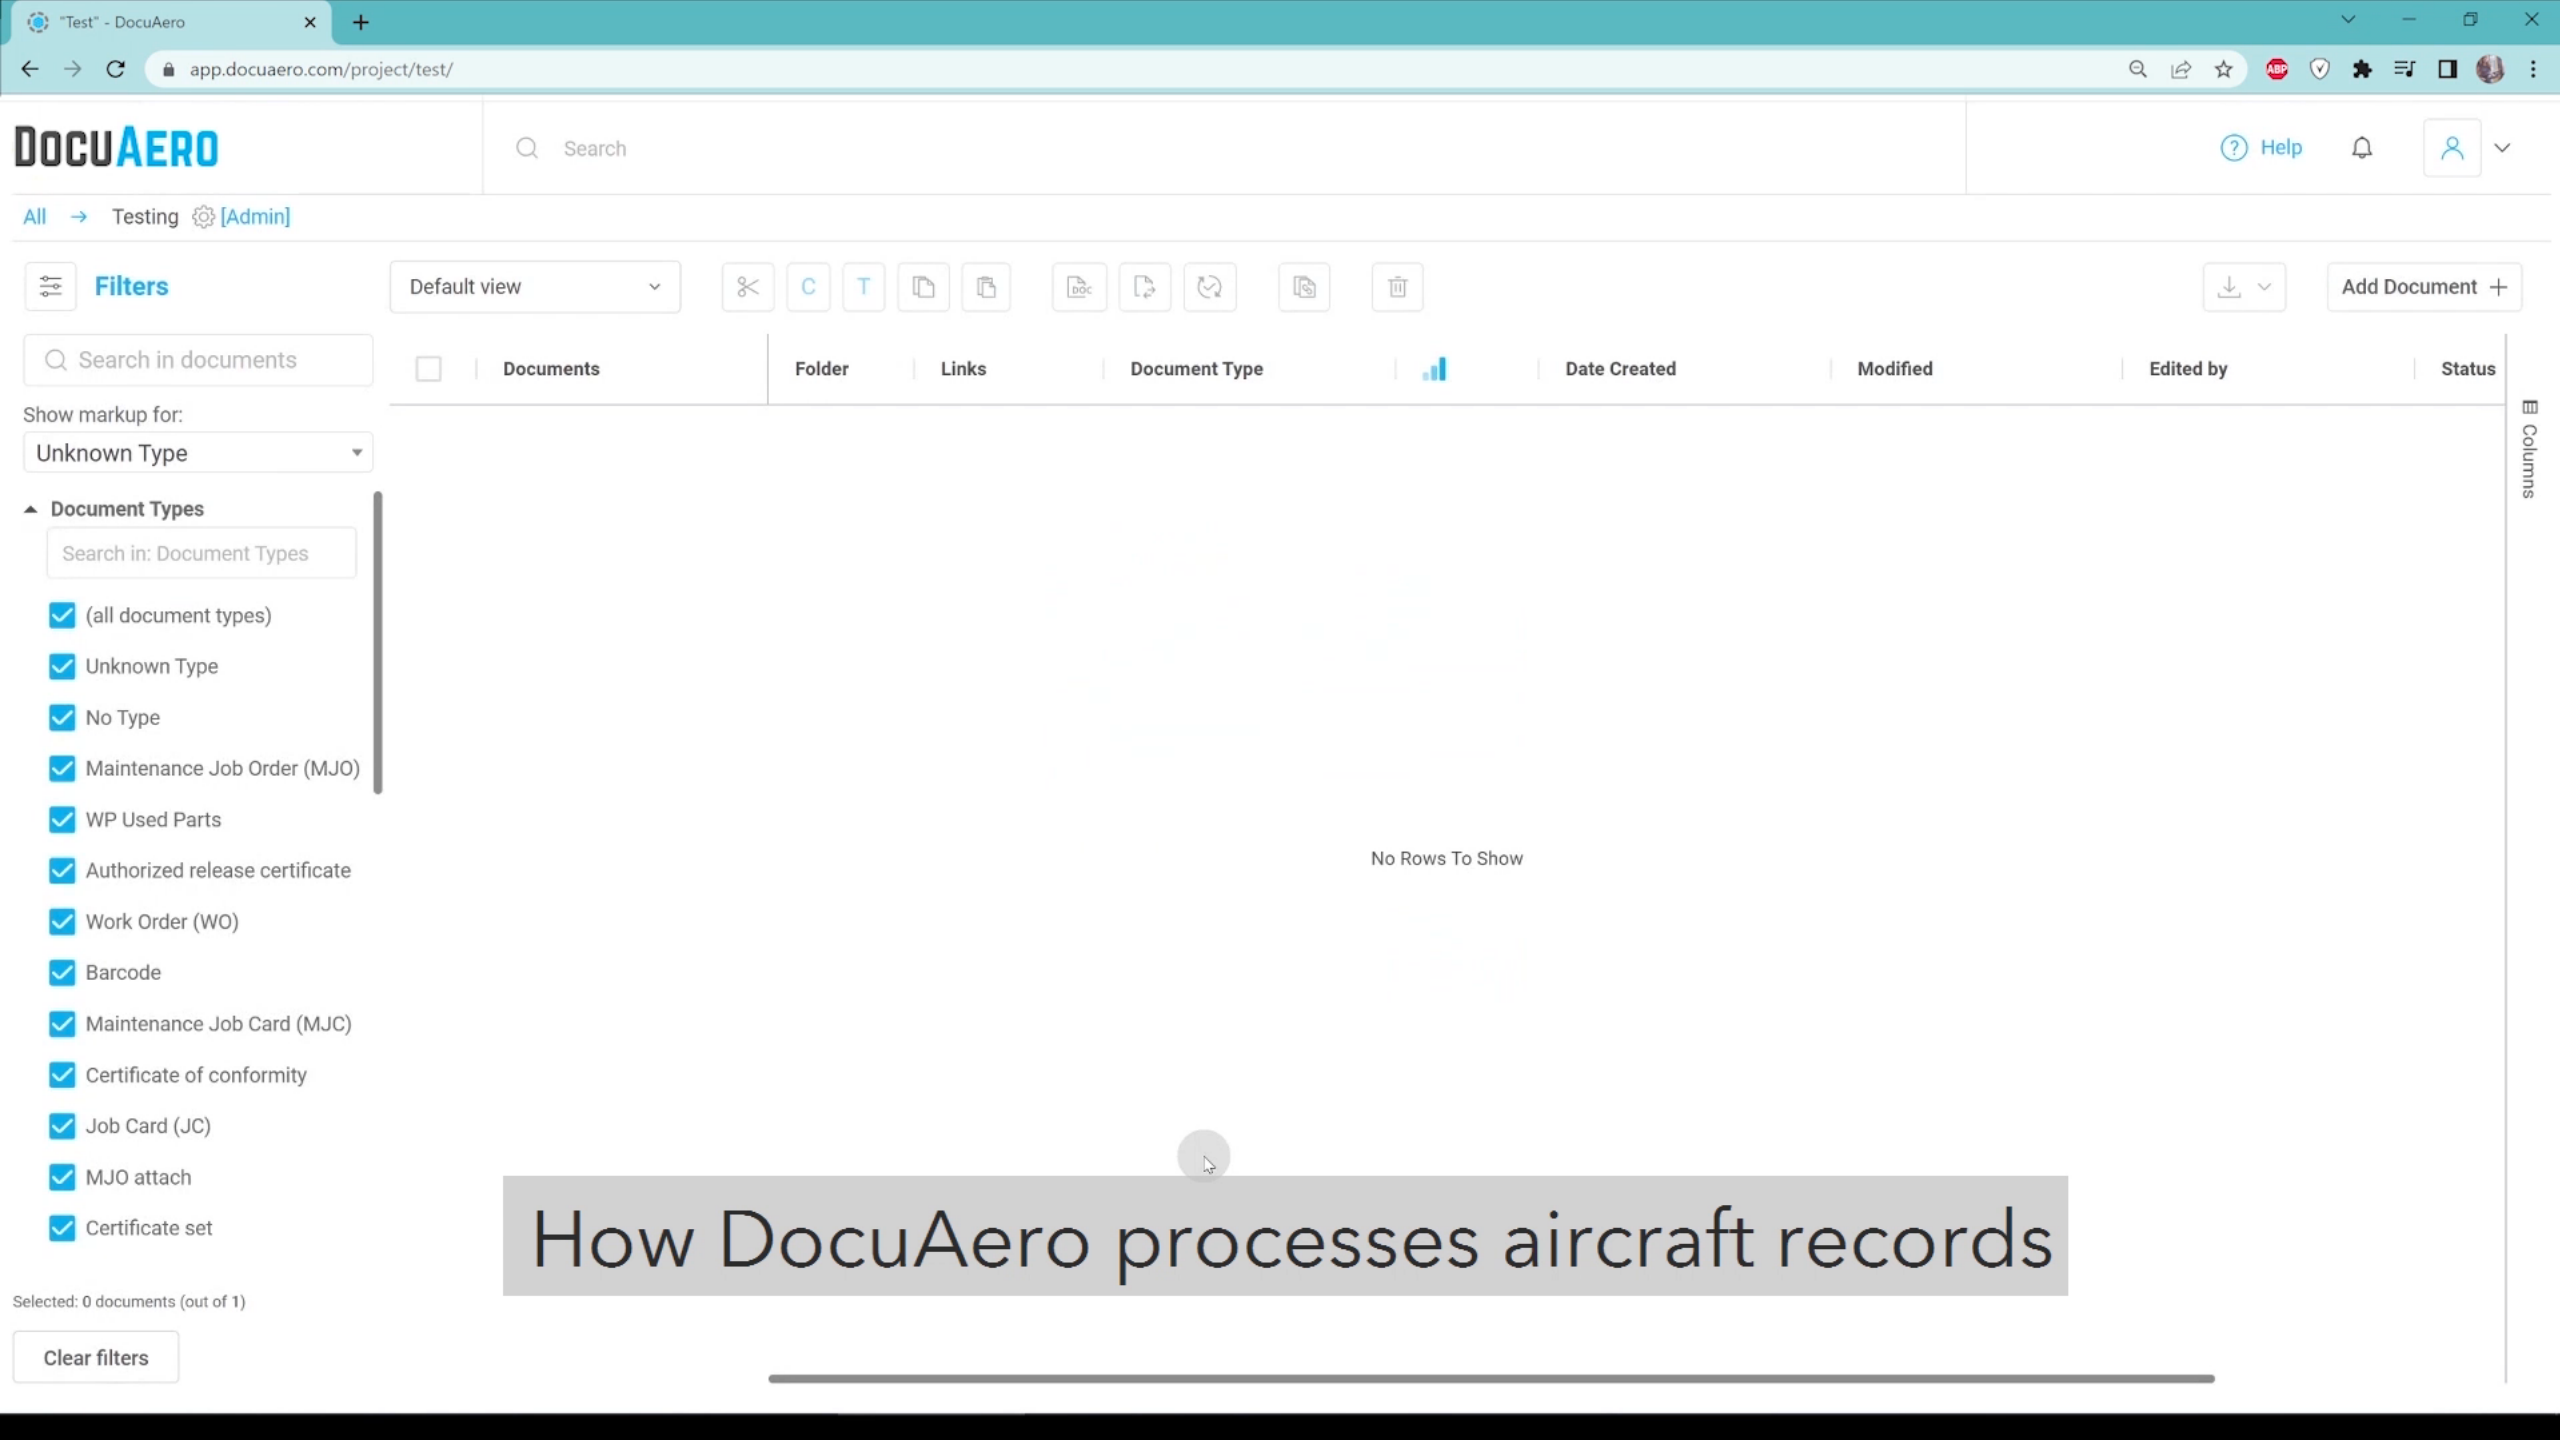 "Test" - DocuAero
app.docuaero.com/project/test/
ABP
DOCUAERO
Search
Help
All → Testing [Admin]
Filters
Default view
C
T
DOC
Add Document +
Search in documents
Documents
Folder
Links
Document Type
Date Created
Modified
Edited by
Status
Columns
Show markup for:
Unknown Type
Document Types
Search in: Document Types
(all document types)
Unknown Type
No Type
Maintenance Job Order (MJO)
WP Used Parts
Authorized release certificate
Work Order (WO)
Barcode
Maintenance Job Card (MJC)
Certificate of conformity
Job Card (JC)
MJO attach
Certificate set
No Rows To Show
How DocuAero processes aircraft records
Selected: 0 documents (out of 1)
Clear filters